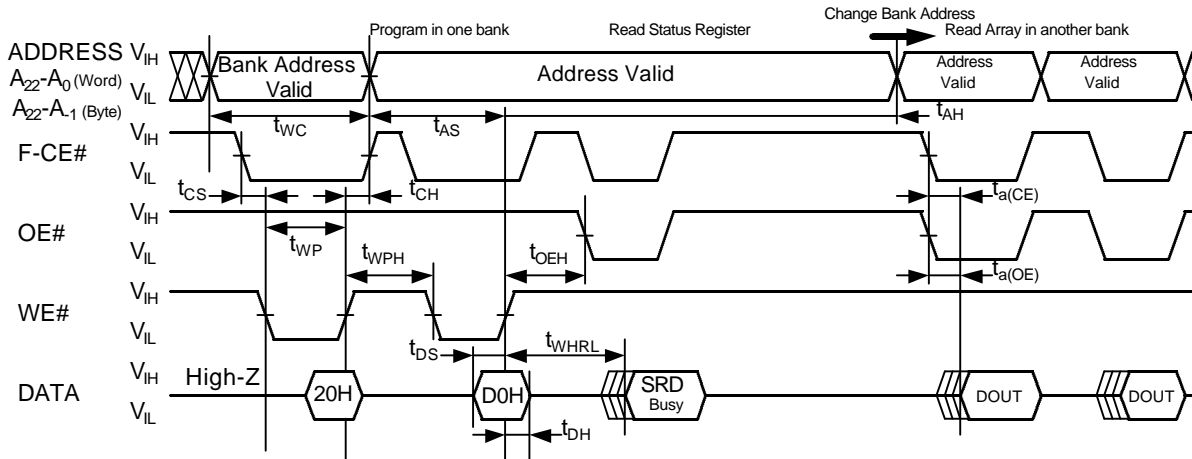 Change Bank Address
Program in one bank Read Status Register Read Array in another bank
ADDRESS VIH
A22-A0 (Word) Bank Address Valid Address Valid Address Valid Address Valid
VIL
A22-A-1 (Byte)
tWC tAS tAH
VIH
F-CE#
VIL
tCS tCH ta(CE)
VIH
OE#
VIL
tWP tWPH tOEH ta(OE)
VIH
WE#
VIL
tDS tWHRL
VIH High-Z
DATA 20H D0H SRD Busy DOUT DOUT
VIL
tDH